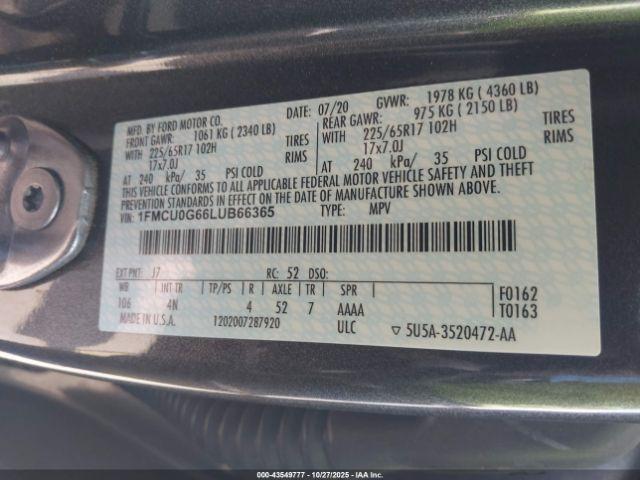 MFD. BY FORD MOTOR CO. DATE: 07/20 GVWR: 1978 KG ( 4360 LB)
FRONT GAWR: 1061 KG ( 2340 LB) REAR GAWR: 975 KG ( 2150 LB)
WITH 225/65R17 102H TIRES WITH 225/65R17 102H TIRES
17x7.0J RIMS 17x7.0J RIMS
AT 240 kPa/ 35 PSI COLD AT 240 kPa/ 35 PSI COLD
THIS VEHICLE CONFORMS TO ALL APPLICABLE FEDERAL MOTOR VEHICLE SAFETY AND THEFT
PREVENTION STANDARDS IN EFFECT ON THE DATE OF MANUFACTURE SHOWN ABOVE.
VIN: 1FMCU0G66LUB66365 TYPE: MPV
EXT PNT: J7 RC: 52 DSO:
WB INT TR TP/PS R AXLE TR SPR
106 4N 4 52 7 AAAA
F0162
T0163
MADE IN U.S.A. 1202007287920 ULC ▽ 5U5A-3520472-AA
00-43549777 | 10/27/2025 | Copyright IAA, LLC